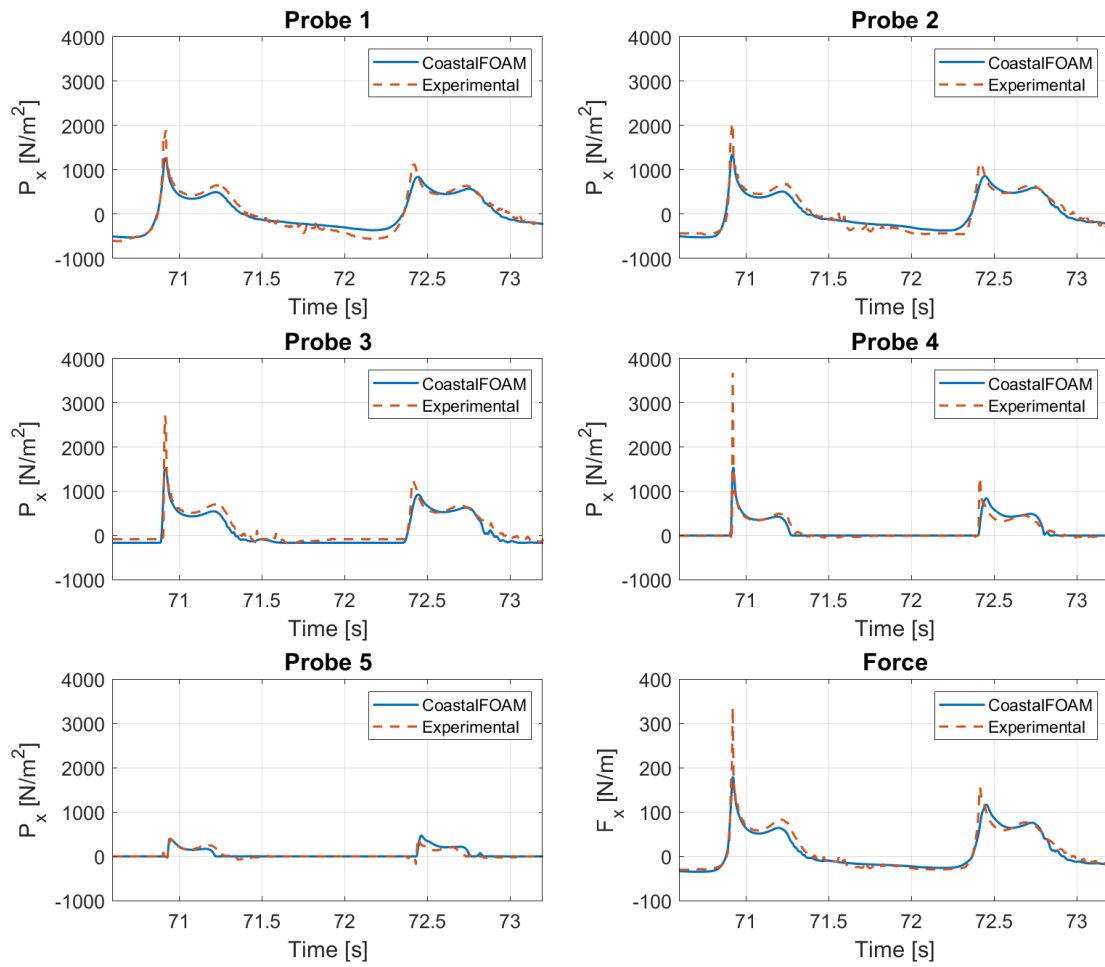 Probe 1
4000
3000
2000
1000
0
-1000
P_x [N/m^2]
71
71.5
72
72.5
73
Time [s]
CoastalFOAM
Experimental
Probe 2
4000
3000
2000
1000
0
-1000
P_x [N/m^2]
71
71.5
72
72.5
73
Time [s]
CoastalFOAM
Experimental
Probe 3
4000
3000
2000
1000
0
-1000
P_x [N/m^2]
71
71.5
72
72.5
73
Time [s]
CoastalFOAM
Experimental
Probe 4
4000
3000
2000
1000
0
-1000
P_x [N/m^2]
71
71.5
72
72.5
73
Time [s]
CoastalFOAM
Experimental
Probe 5
4000
3000
2000
1000
0
-1000
P_x [N/m^2]
71
71.5
72
72.5
73
Time [s]
CoastalFOAM
Experimental
Force
400
300
200
100
0
-100
F_x [N/m]
71
71.5
72
72.5
73
Time [s]
CoastalFOAM
Experimental